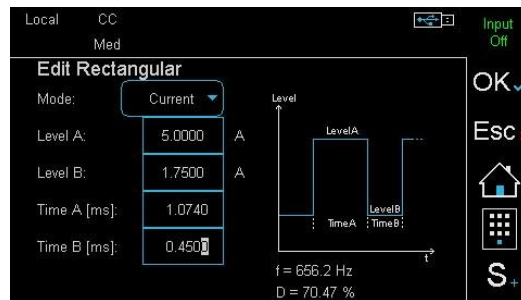 Local CC
Med
Input
Off
Edit Rectangular
OK
Mode: Current
Level
Level A: 5.0000 A
LevelA
Esc
Level B: 1.7500 A
Time A [ms]: 1.0740
LevelB
TimeA TimeB
Time B [ms]: 0.4500
t
f = 656.2 Hz
D = 70.47 %
S+